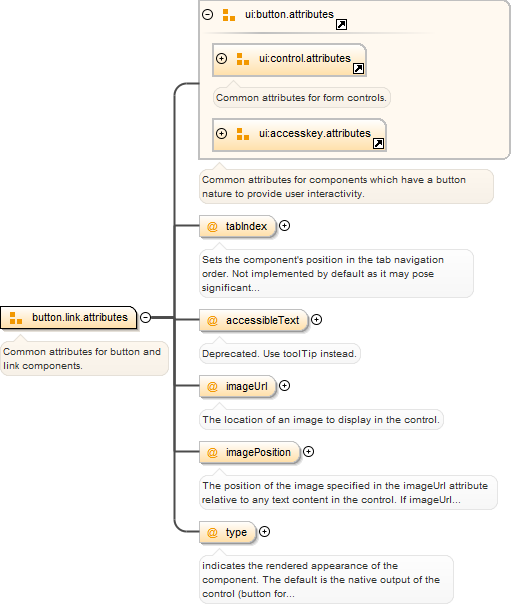 ui:button.attributes
ui:control.attributes
Common attributes for form controls.
ui:accesskey.attributes
Common attributes for components which have a button
nature to provide user interactivity.
@ tabIndex
Sets the component's position in the tab navigation
order. Not implemented by default as it may pose
significant...
button.link.attributes
Common attributes for button and
link components.
@ accessibleText
Deprecated. Use toolTip instead.
@ imageUrl
The location of an image to display in the control.
@ imagePosition
The position of the image specified in the imageUrl attribute
relative to any text content in the control. If imageUrl...
@ type
indicates the rendered appearance of the
component. The default is the native output of the
control (button for...